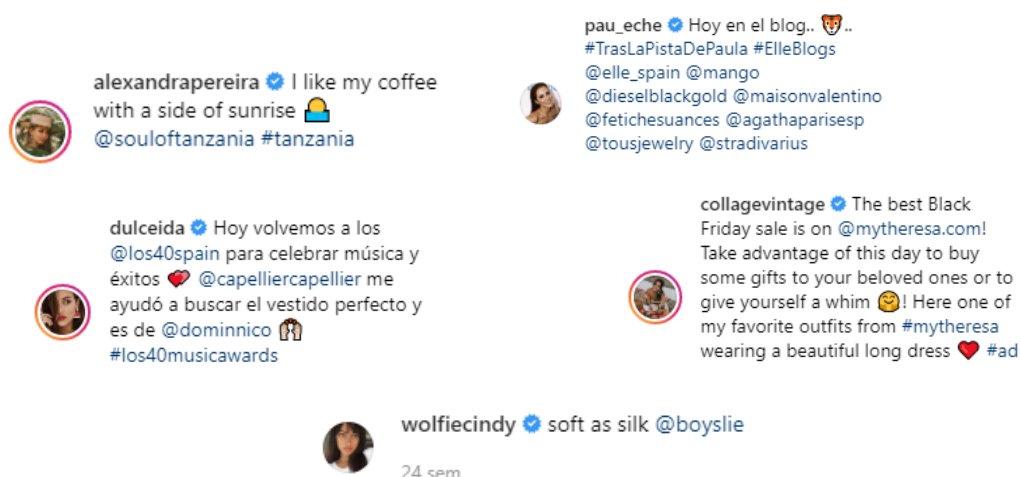 alexandrapereira I like my coffee
with a side of sunrise 🌅
@souloftanzania #tanzania
pau_eche Hoy en el blog.. 🐯..
#TrasLaPistaDePaula #ElleBlogs
@elle_spain @mango
@dieselblackgold @maisonvalentino
@fetichesuances @agathaparisesp
@tousjewelry @stradivarius
dulceida Hoy volvemos a los
@los40spain para celebrar música y
éxitos 💕 @capelliercapellier me
ayudó a buscar el vestido perfecto y
es de @dominnico 🙌
#los40musicawards
collagevintage The best Black
Friday sale is on @mytheresa.com!
Take advantage of this day to buy
some gifts to your beloved ones or to
give yourself a whim 🤗! Here one of
my favorite outfits from #mytheresa
wearing a beautiful long dress ❤️ #ad
wolfiecindy soft as silk @boyslie
24 sem